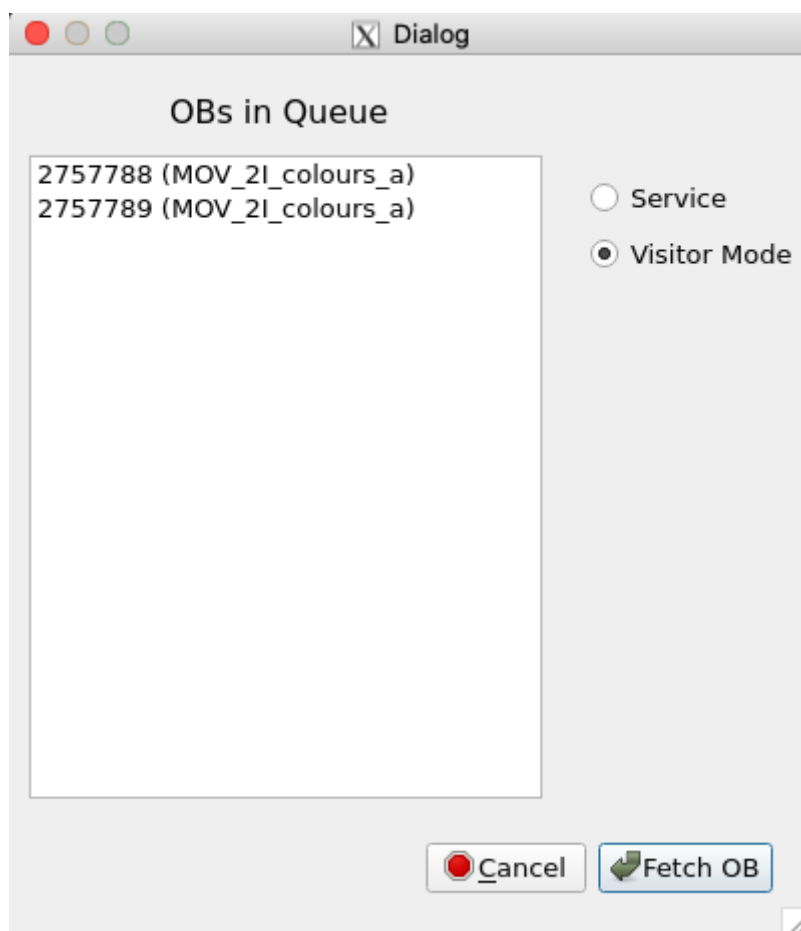 Dialog
OBs in Queue
2757788 (MOV_2I_colours_a)
2757789 (MOV_2I_colours_a)
Service
Visitor Mode
Cancel
Fetch OB